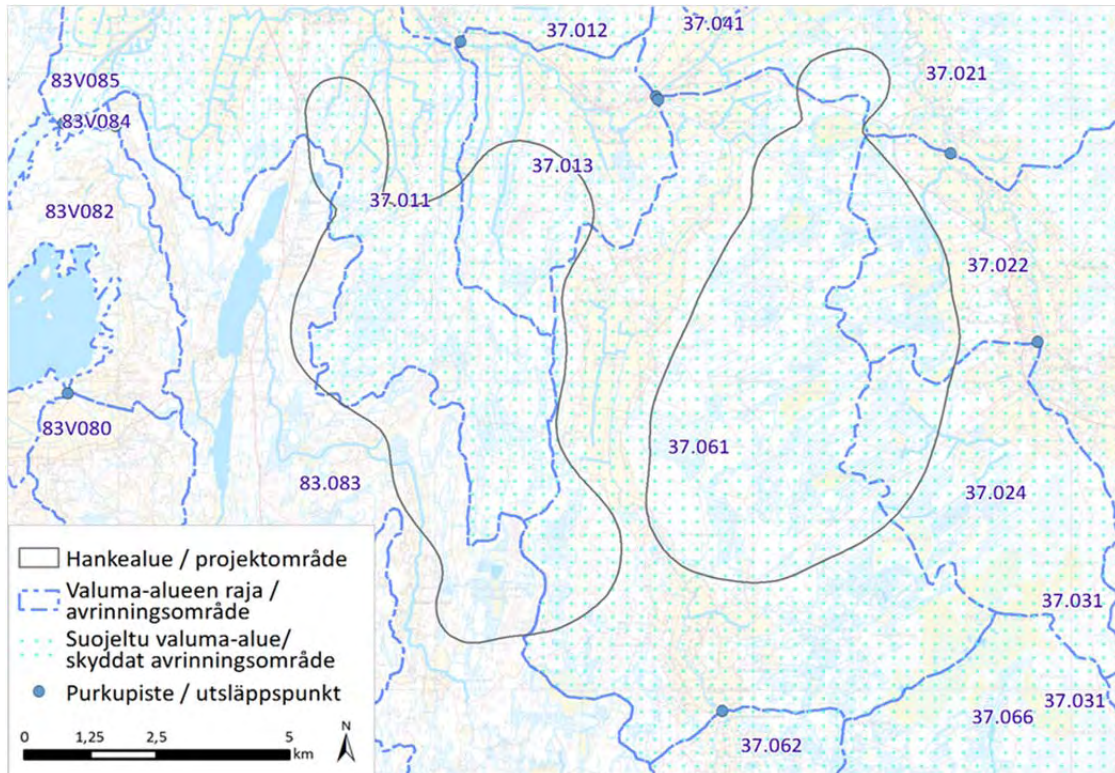 37.012
37.041
83V085
37.021
83V084
37.013
37.011
83V082
37.022
83V080
37.061
83.083
37.024
Hankealue / projektområde
Valuma-alueen raja /
avrinningsområde
Suojeltu valuma-alue/
skyddat avrinningsområde
Purkupiste / utsläppspunkt
0 1,25 2,5 5
km
N
37.031
37.031
37.066
37.062